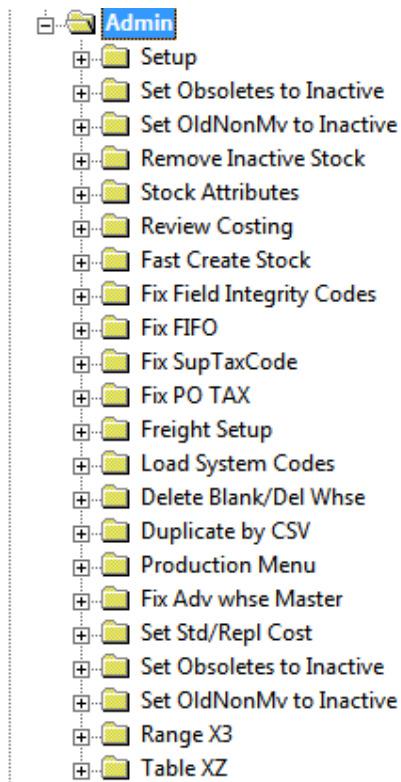 Admin
Setup
Set Obsoletes to Inactive
Set OldNonMv to Inactive
Remove Inactive Stock
Stock Attributes
Review Costing
Fast Create Stock
Fix Field Integrity Codes
Fix FIFO
Fix SupTaxCode
Fix PO TAX
Freight Setup
Load System Codes
Delete Blank/Del Whse
Duplicate by CSV
Production Menu
Fix Adv whse Master
Set Std/Repl Cost
Set Obsoletes to Inactive
Set OldNonMv to Inactive
Range X3
Table XZ